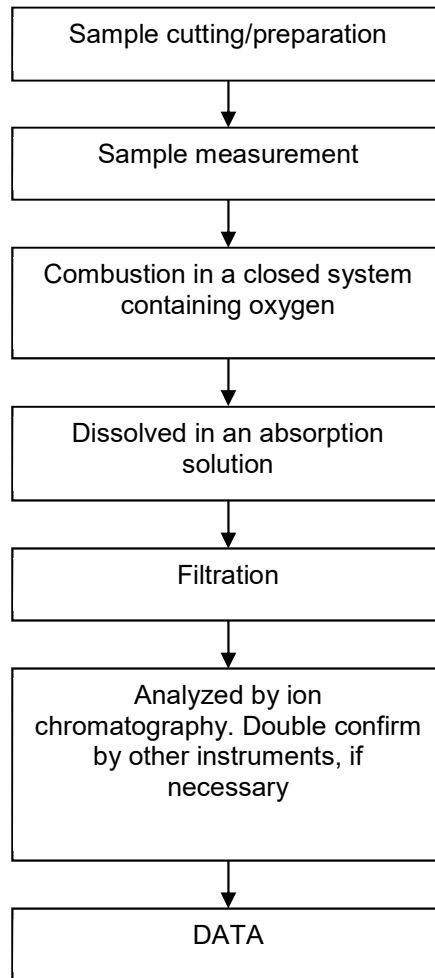 Sample cutting/preparation
Sample measurement
Combustion in a closed system
containing oxygen
Dissolved in an absorption
solution
Filtration
Analyzed by ion
chromatography. Double confirm
by other instruments, if
necessary
DATA